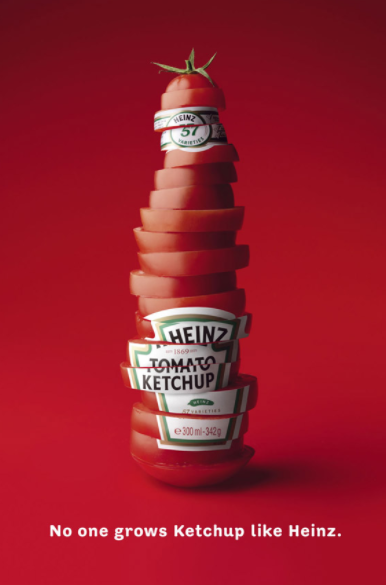 HEINZ
57
VARIETIES
HEINZ
EST 1869
TOMATO
KETCHUP
HEINZ
57 VARIETIES
℮300 ml - 342 g
No one grows Ketchup like Heinz.